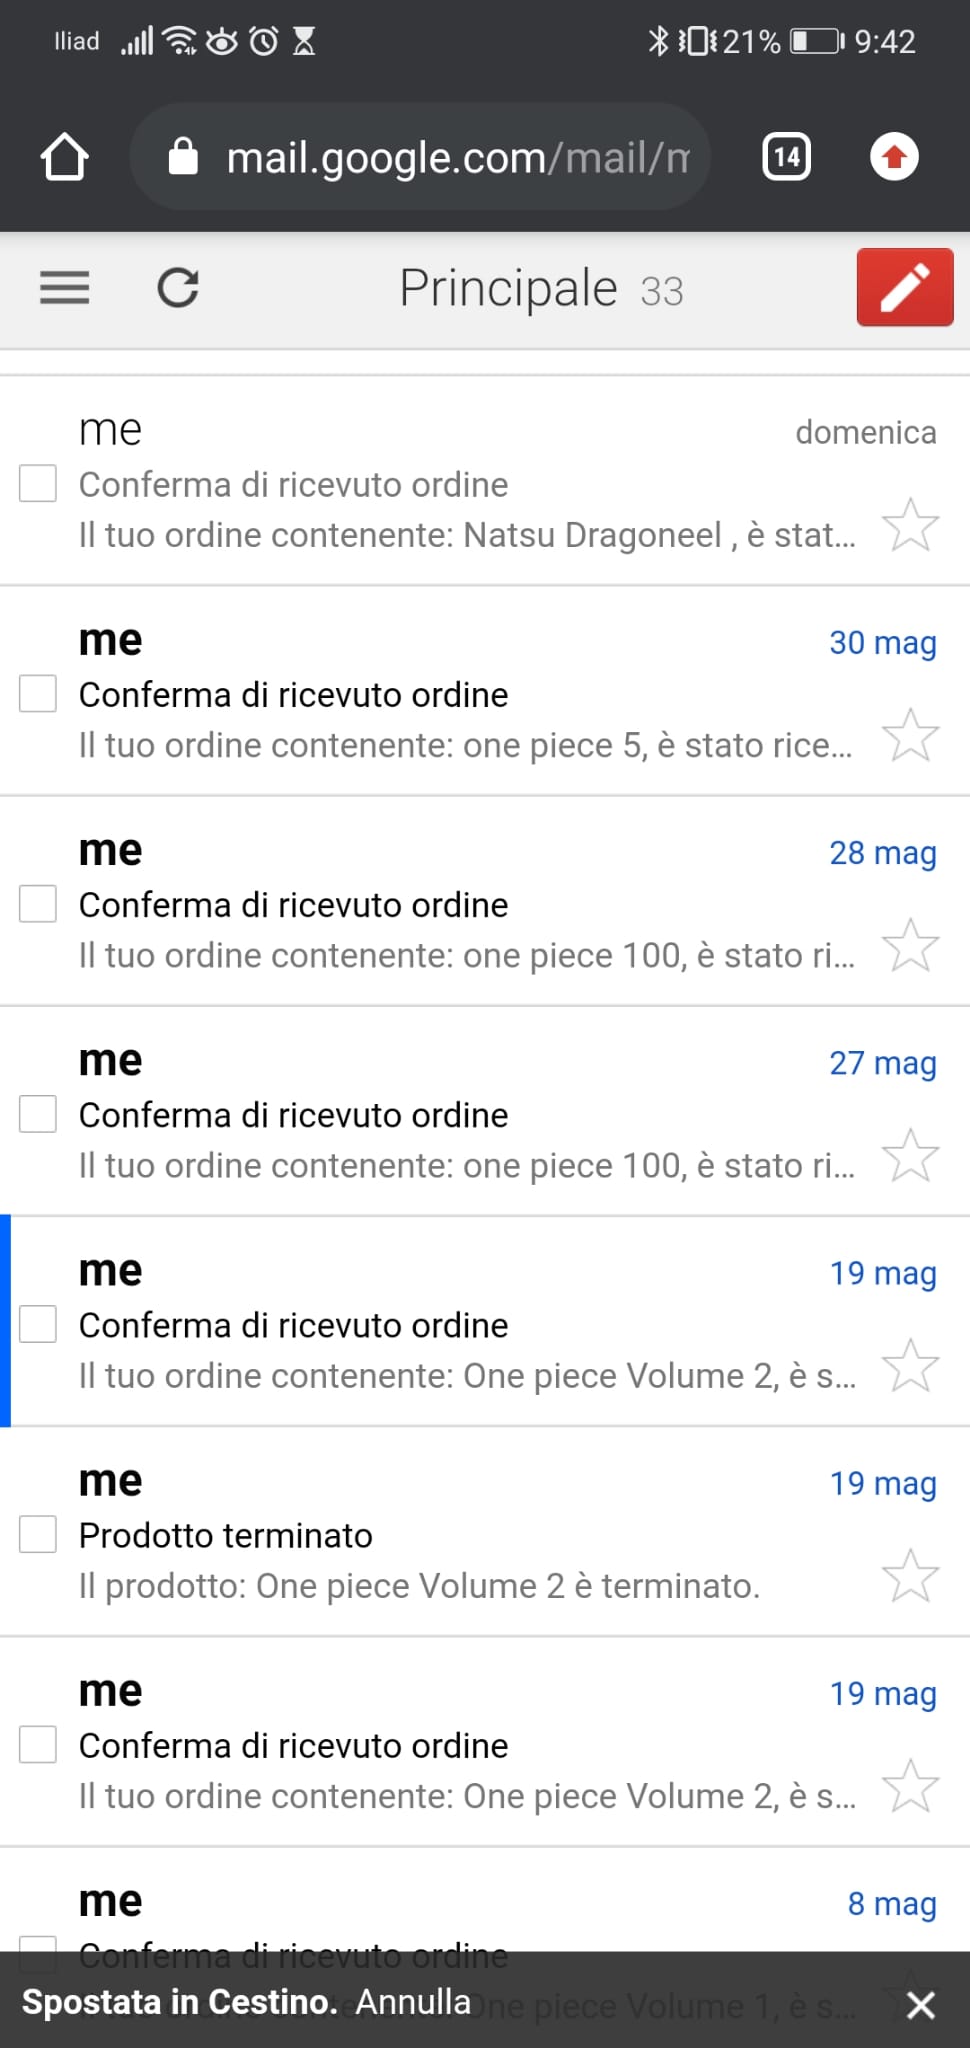 Iliad 21% 9:42
mail.google.com/mail/m 14
Principale 33
me domenica
Conferma di ricevuto ordine
Il tuo ordine contenente: Natsu Dragoneel , è stat...
me 30 mag
Conferma di ricevuto ordine
Il tuo ordine contenente: one piece 5, è stato rice...
me 28 mag
Conferma di ricevuto ordine
Il tuo ordine contenente: one piece 100, è stato ri...
me 27 mag
Conferma di ricevuto ordine
Il tuo ordine contenente: one piece 100, è stato ri...
me 19 mag
Conferma di ricevuto ordine
Il tuo ordine contenente: One piece Volume 2, è s...
me 19 mag
Prodotto terminato
Il prodotto: One piece Volume 2 è terminato.
me 19 mag
Conferma di ricevuto ordine
Il tuo ordine contenente: One piece Volume 2, è s...
me 8 mag
Conferma di ricevuto ordine
Spostata in Cestino. Annulla
One piece Volume 1, è s...